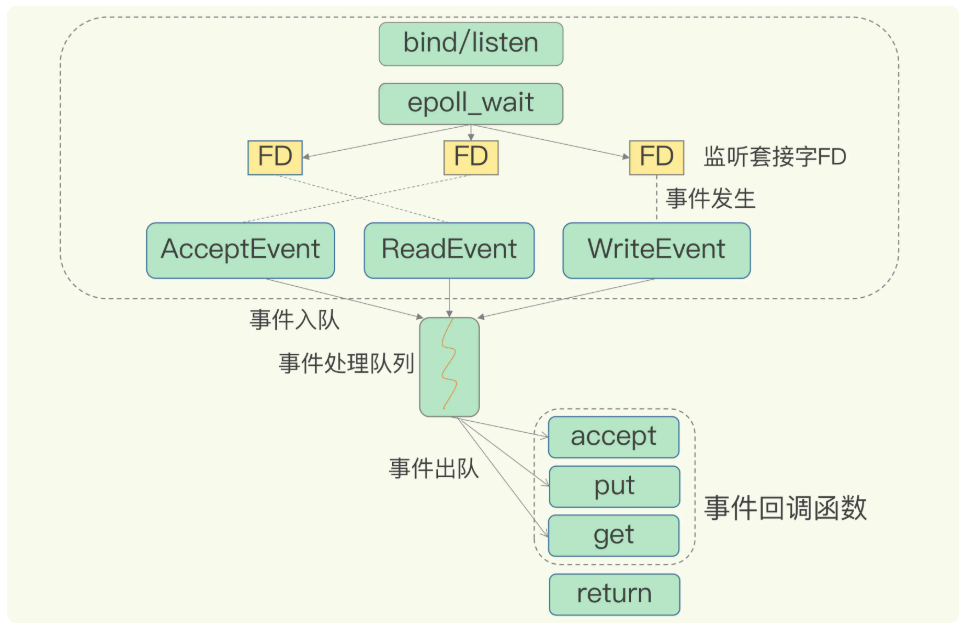 bind/listen
epoll_wait
FD
FD
FD
监听套接字FD
事件发生
AcceptEvent
ReadEvent
WriteEvent
事件入队
事件处理队列
事件出队
accept
put
get
事件回调函数
return